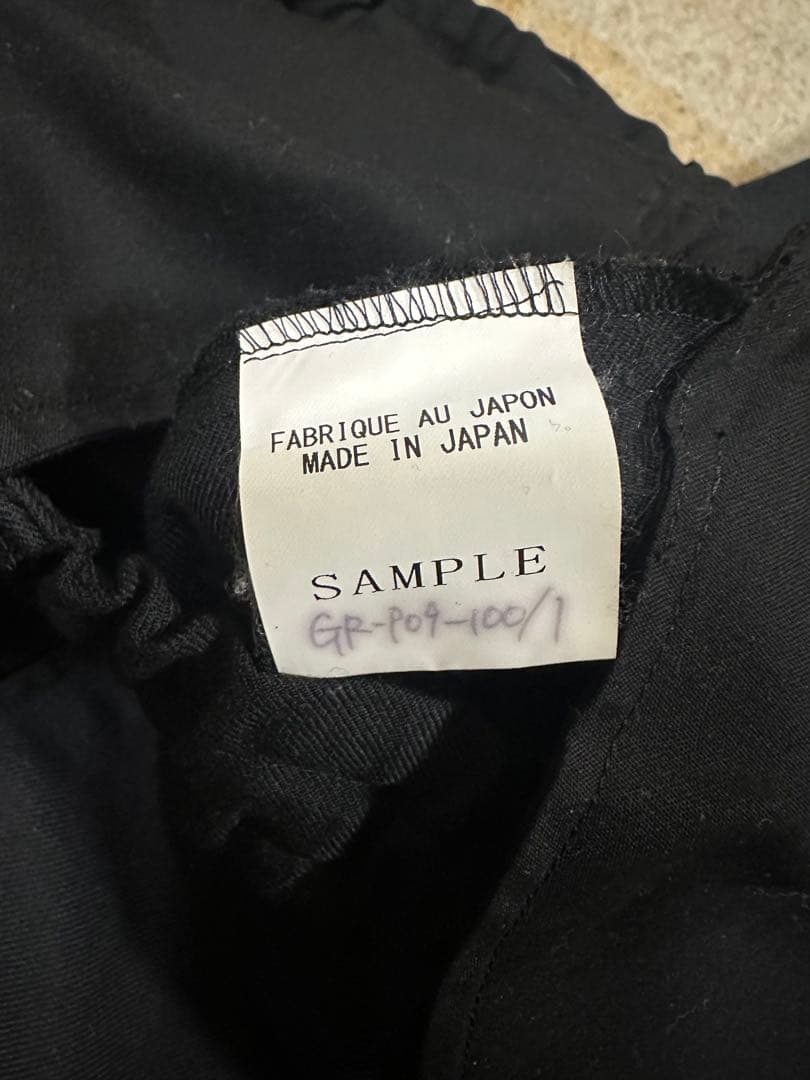 FABRIQUE AU JAPON
MADE IN JAPAN
SAMPLE
GR-P09-100/1